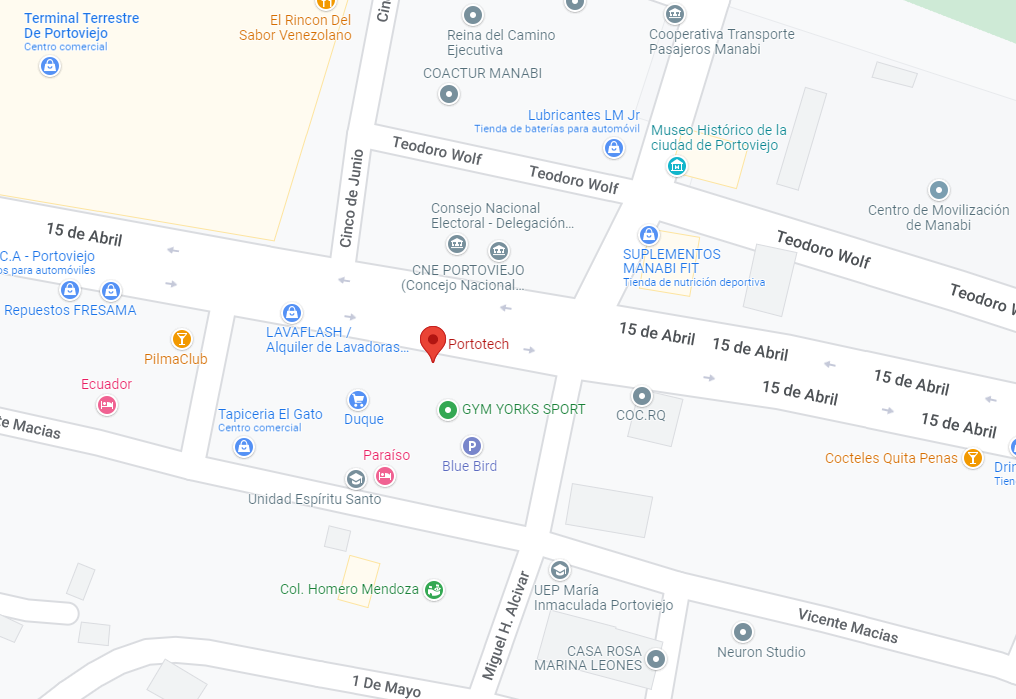 Terminal Terrestre
De Portoviejo
Centro comercial
El Rincon Del
Sabor Venezolano
Cinc
Reina del Camino
Ejecutiva
Cooperativa Transporte
Pasajeros Manabi
COACTUR MANABI
Lubricantes LM Jr
Tienda de baterías para automóvil
Museo Histórico de la
ciudad de Portoviejo
Teodoro Wolf
Teodoro Wolf
Cinco de Junio
Centro de Movilización
de Manabi
Consejo Nacional
Electoral - Delegación...
CNE PORTOVIEJO
(Concejo Nacional...
15 de Abril
C.A - Portoviejo
os para automóviles
Repuestos FRESAMA
SUPLEMENTOS
MANABI FIT
Tienda de nutrición deportiva
Teodoro Wolf
Teodoro W
LAVAFLASH /
Alquiler de Lavadoras...
Portotech
15 de Abril
15 de Abril
15 de Abril
15 de Abril
15 de Abril
PilmaClub
Ecuador
Duque
GYM YORKS SPORT
COC.RQ
Tapiceria El Gato
Centro comercial
te Macias
Blue Bird
Paraíso
Unidad Espíritu Santo
Cocteles Quita Penas
Drin
Tien
Col. Homero Mendoza
UEP María
Inmaculada Portoviejo
Miguel H. Alcivar
Vicente Macias
CASA ROSA
MARINA LEONES
Neuron Studio
1 De Mayo